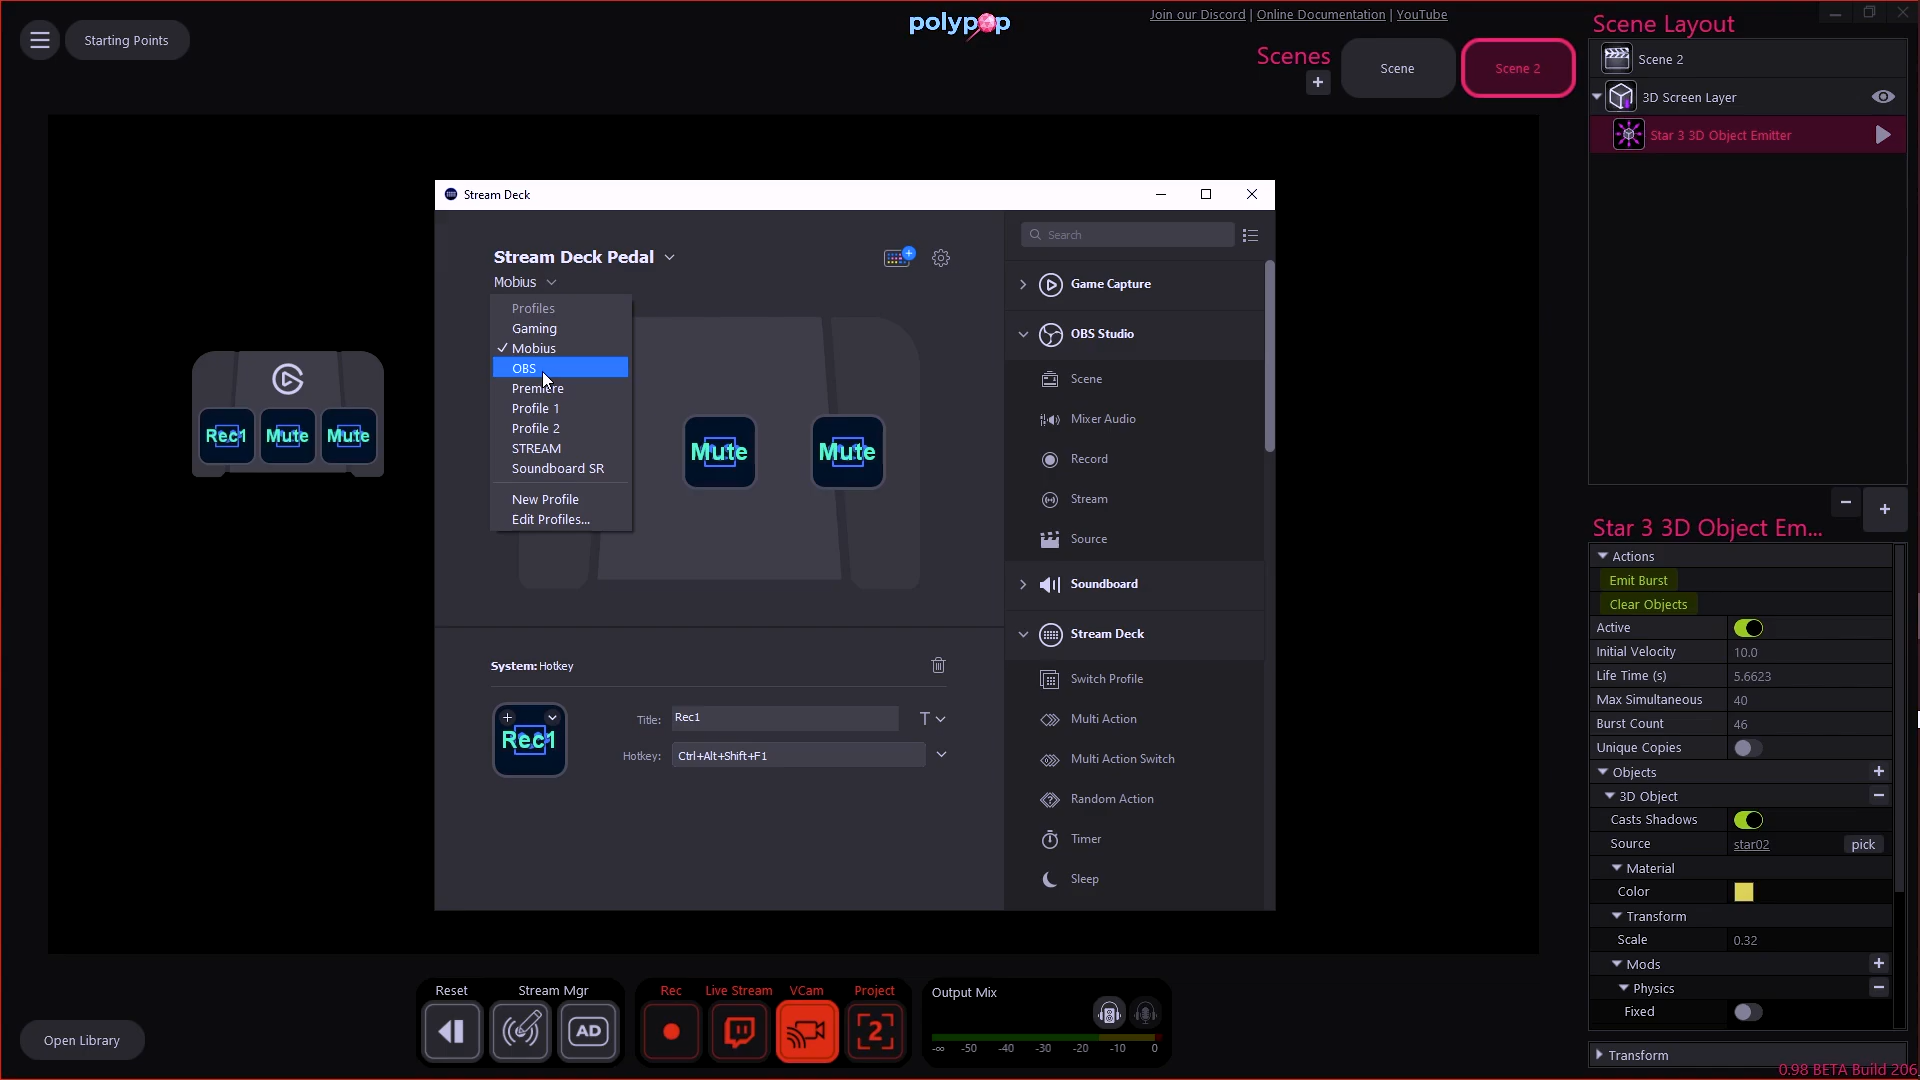 Starting Points
polypop
Join our Discord | Online Documentation | YouTube
Scenes
+
Scene
Scene 2
Scene Layout
Scene 2
3D Screen Layer
Star 3 3D Object Emitter
Stream Deck
Stream Deck Pedal
Mobius
Profiles
Gaming
Mobius
OBS
Premiere
Profile 1
Profile 2
STREAM
Soundboard SR
New Profile
Edit Profiles...
Rec1
Mute
Mute
Mute
Mute
Search
Game Capture
OBS Studio
Scene
Mixer Audio
Record
Stream
Source
Soundboard
Stream Deck
Switch Profile
Multi Action
Multi Action Switch
Random Action
Timer
Sleep
System: Hotkey
Rec1
Title: Rec1
T
Hotkey: Ctrl+Alt+Shift+F1
Star 3 3D Object Em...
Actions
Emit Burst
Clear Objects
Active
Initial Velocity 10.0
Life Time (s) 5.6623
Max Simultaneous 40
Burst Count 46
Unique Copies
Objects
3D Object
Casts Shadows
Source star02 pick
Material
Color
Transform
Scale 0.32
Mods
Physics
Fixed
Transform
0.98 BETA Build 206
Open Library
Reset
Stream Mgr
AD
Rec
Live Stream
VCam
Project
2
Output Mix
-∞ -50 -40 -30 -20 -10 0